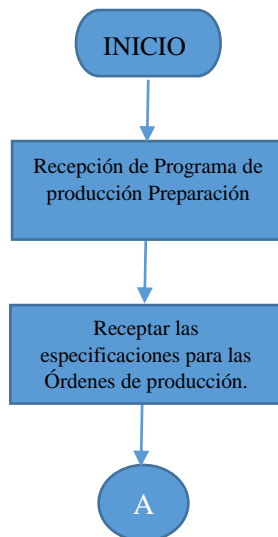 INICIO
Recepción de Programa de
producción Preparación
Receptar las
especificaciones para las
Órdenes de producción.
A